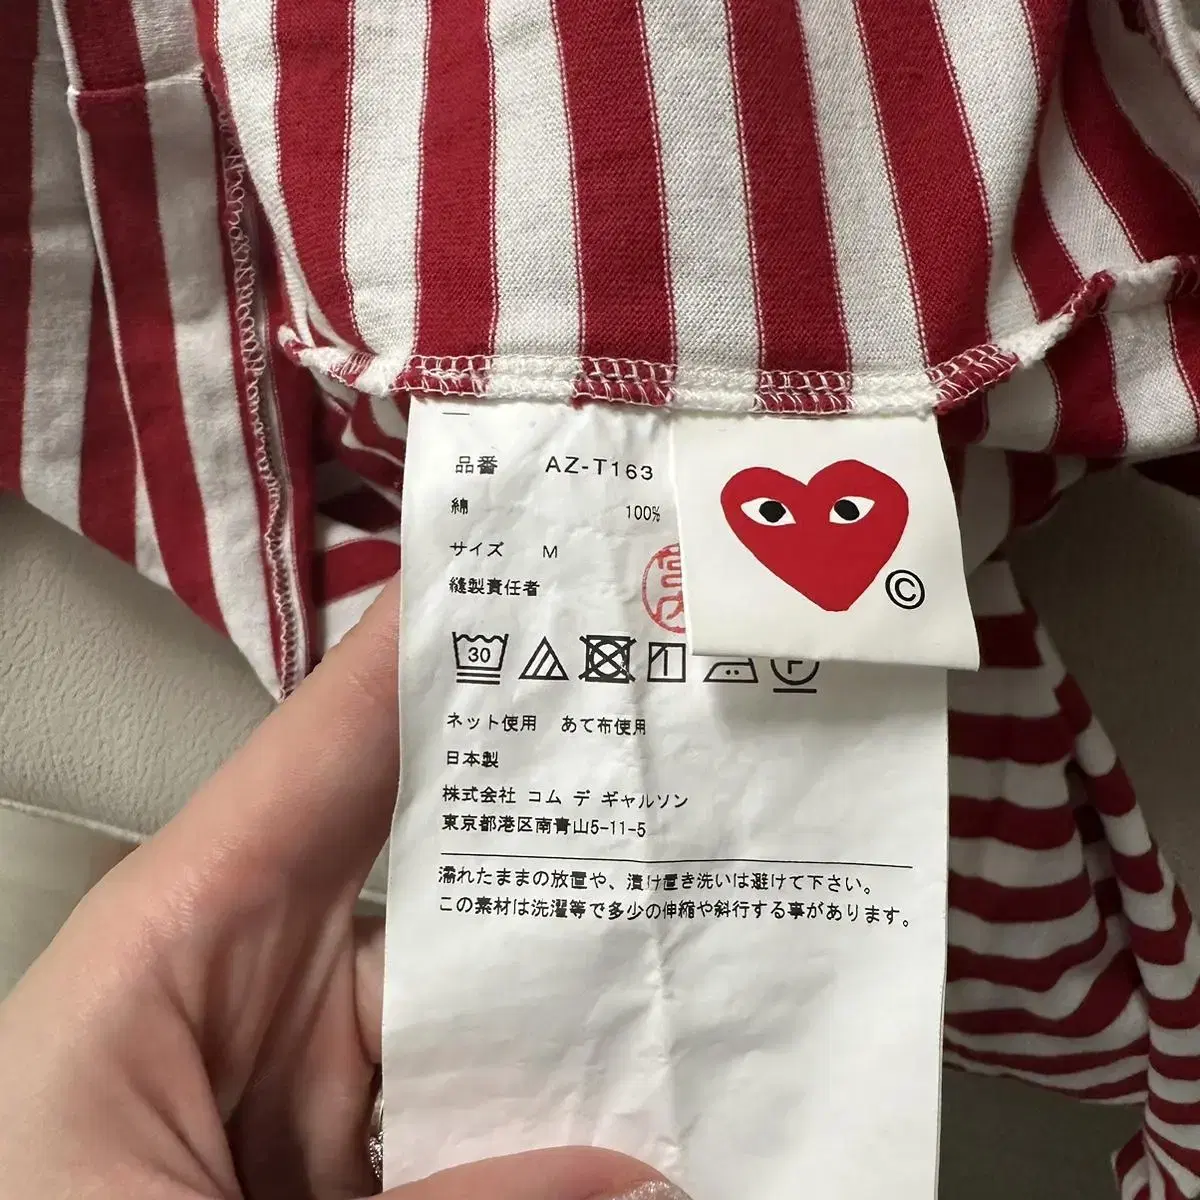 品番 AZ-T163
綿 100%
サイズ M
縫製責任者
30
ネット使用 あて布使用
日本製
株式会社 コム デ ギャルソン
東京都港区南青山5-11-5
濡れたままの放置や、漬け置き洗いは避けて下さい。
この素材は洗濯等で多少の伸縮や斜行する事があります。
©